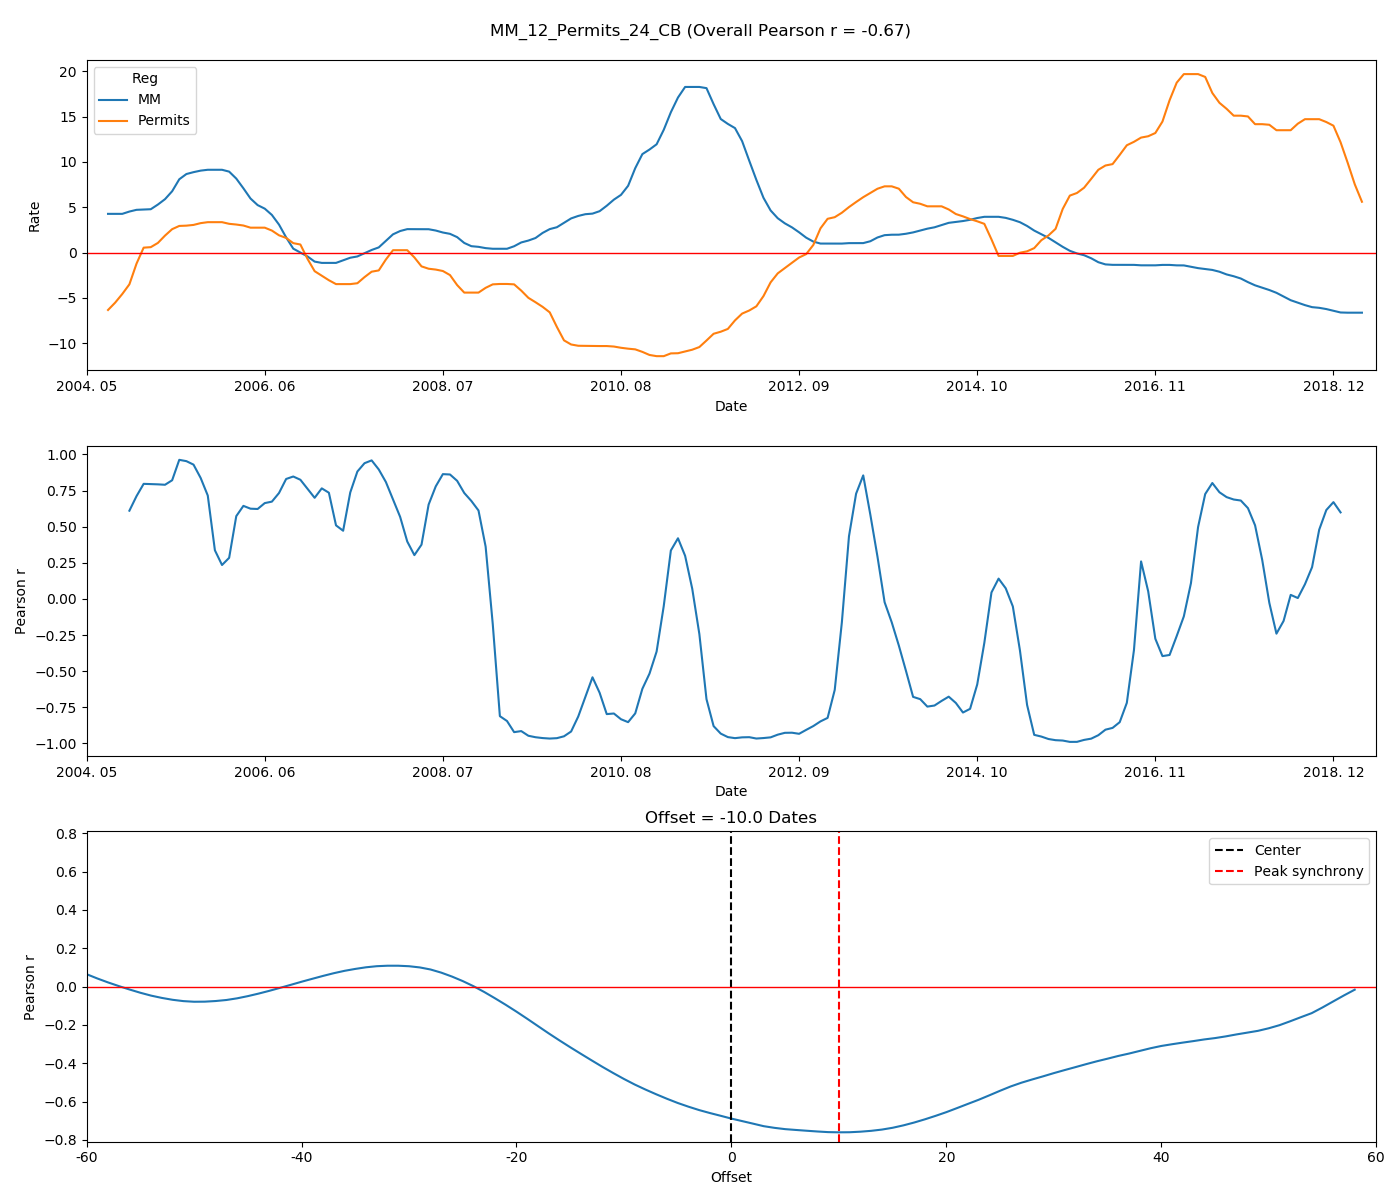 MM_12_Permits_24_CB (Overall Pearson r = -0.67)
Reg
MM
Permits
20
15
10
5
0
−5
−10
Rate
2004. 05 2006. 06 2008. 07 2010. 08 2012. 09 2014. 10 2016. 11 2018. 12
Date
1.00
0.75
0.50
0.25
0.00
−0.25
−0.50
−0.75
−1.00
Pearson r
2004. 05 2006. 06 2008. 07 2010. 08 2012. 09 2014. 10 2016. 11 2018. 12
Date
Offset = -10.0 Dates
Center
Peak synchrony
0.8
0.6
0.4
0.2
0.0
−0.2
−0.4
−0.6
−0.8
Pearson r
-60 -40 -20 0 20 40 60
Offset